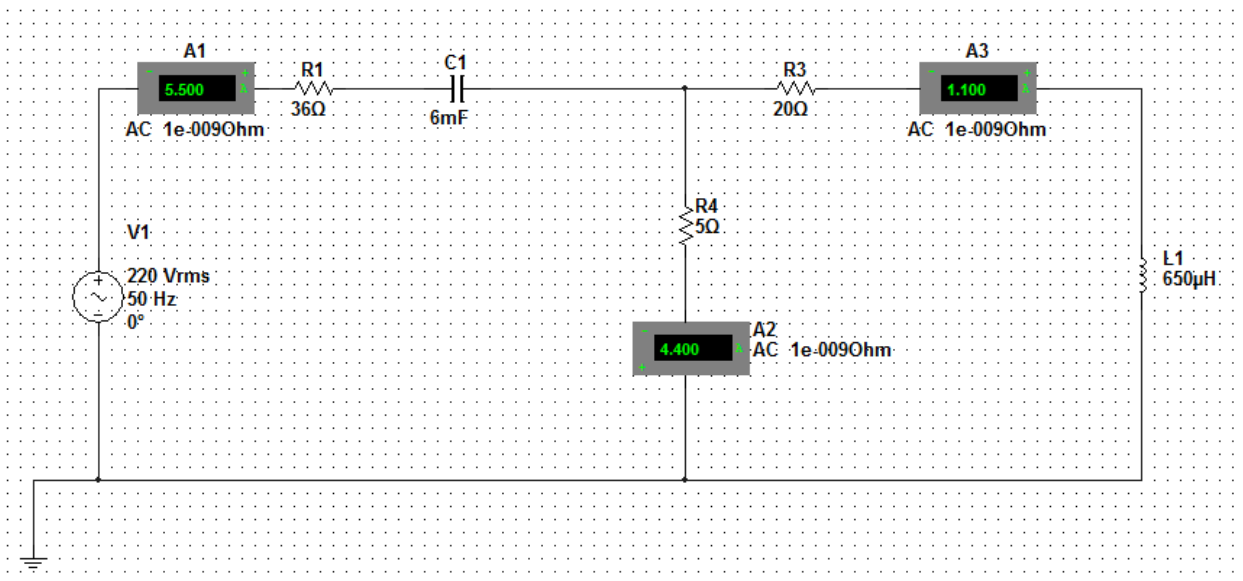 A1
5.500 A
AC 1e-009Ohm
R1
36Ω
C1
6mF
R3
20Ω
A3
1.100 A
AC 1e-009Ohm
R4
5Ω
V1
220 Vrms
50 Hz
0°
L1
650µH
A2
4.400 A
AC 1e-009Ohm